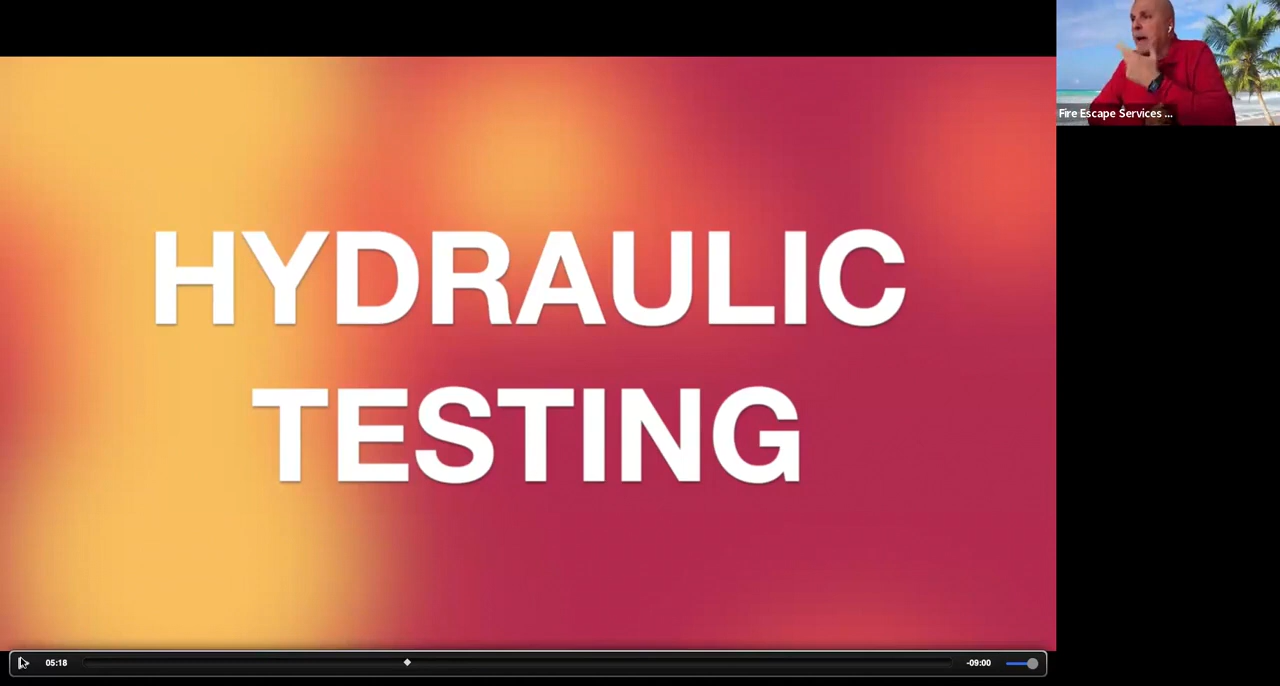 Fire Escape Services ...
HYDRAULIC
TESTING
05:18
-09:00